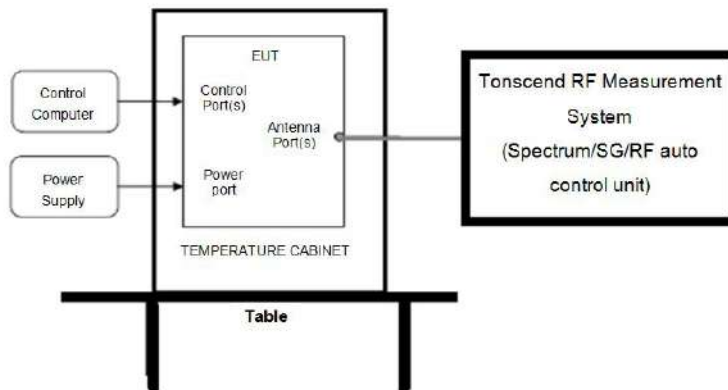 EUT
Control
Port(s)
Antenna
Port(s)
Power
port
TEMPERATURE CABINET
Control
Computer
Power
Supply
Tonscend RF Measurement
System
(Spectrum/SG/RF auto
control unit)
Table